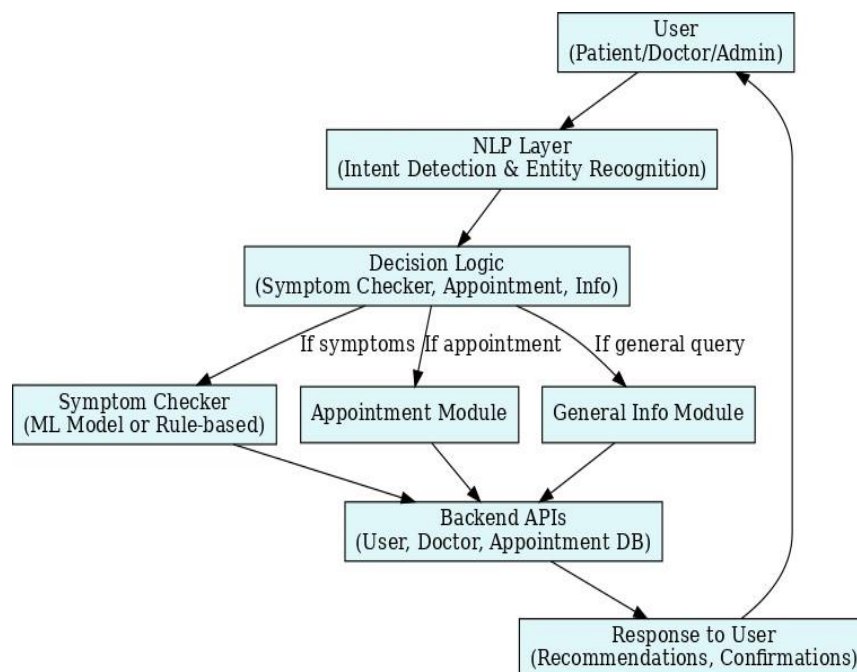 User
(Patient/Doctor/Admin)
NLP Layer
(Intent Detection & Entity Recognition)
Decision Logic
(Symptom Checker, Appointment, Info)
If symptoms
If appointment
If general query
Symptom Checker
(ML Model or Rule-based)
Appointment Module
General Info Module
Backend APIs
(User, Doctor, Appointment DB)
Response to User
(Recommendations, Confirmations)